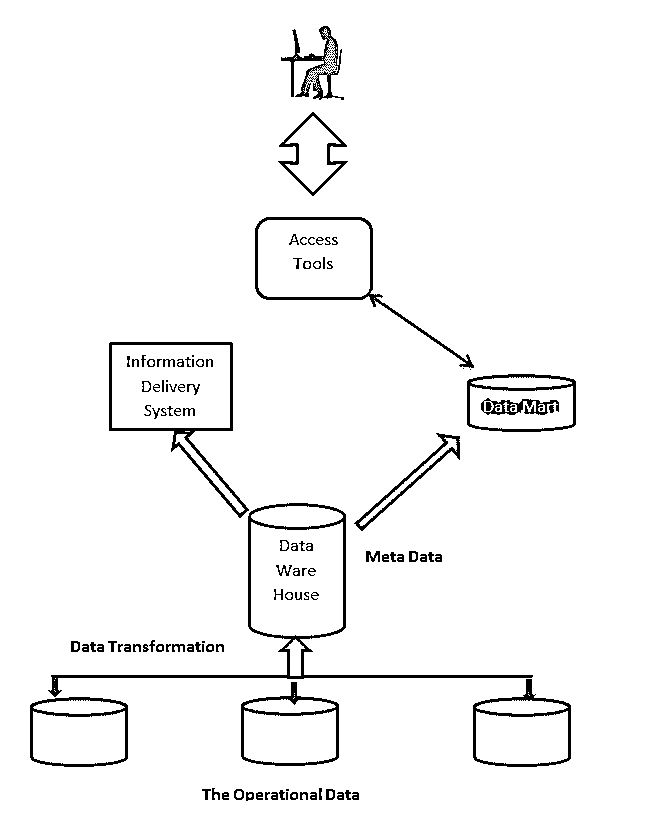 Access
Tools
Information
Delivery
System
Data Mart
Data
Ware
House
Meta Data
Data Transformation
The Operational Data